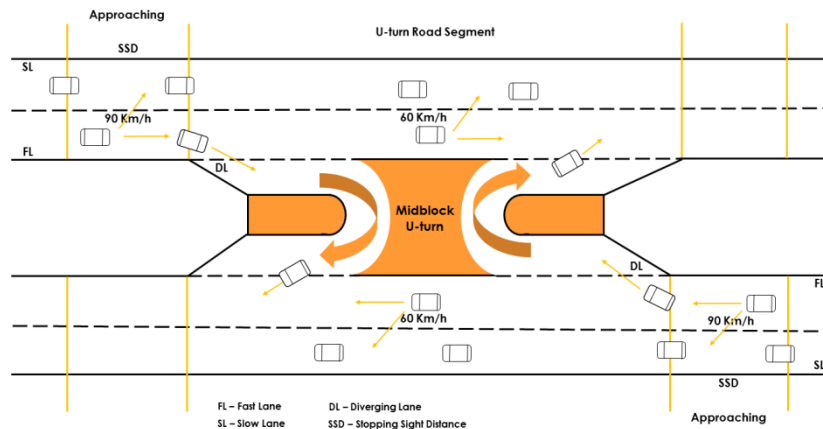 Approaching
U-turn Road Segment
SSD
SL
90 Km/h
60 Km/h
FL
DL
Midblock
U-turn
DL
FL
60 Km/h
90 Km/h
SL
SSD
FL – Fast Lane
DL – Diverging Lane
SL – Slow Lane
SSD – Stopping Sight Distance
Approaching